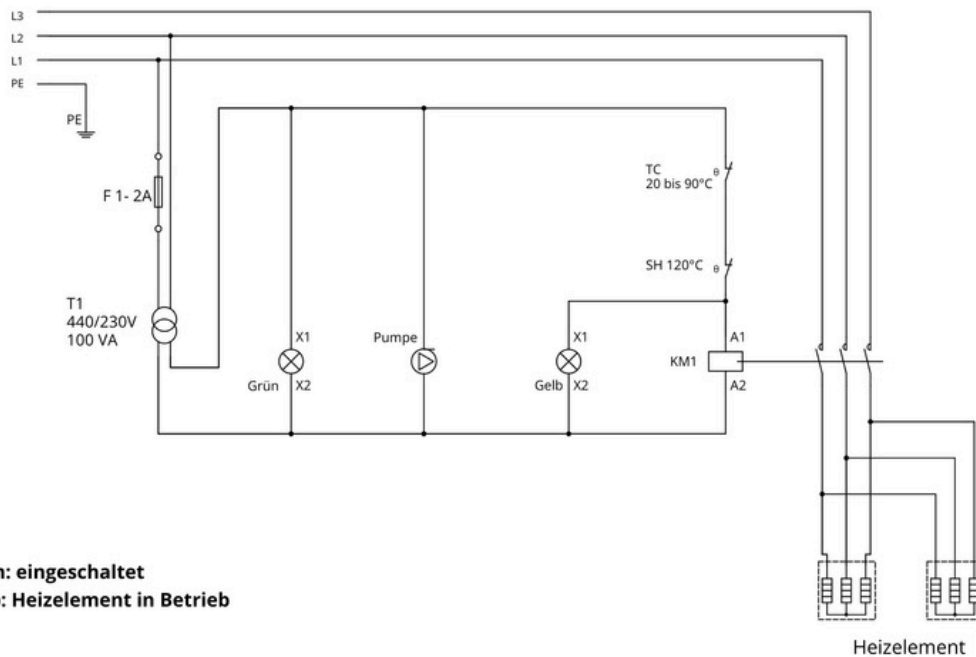 L3
L2
L1
PE
PE
F 1- 2A
T1
440/230V
100 VA
X1
Grün
X2
Pumpe
TC
20 bis 90°C
θ
SH 120°C
θ
X1
Gelb
X2
A1
KM1
A2
: eingeschaltet
: Heizelement in Betrieb
Heizelement